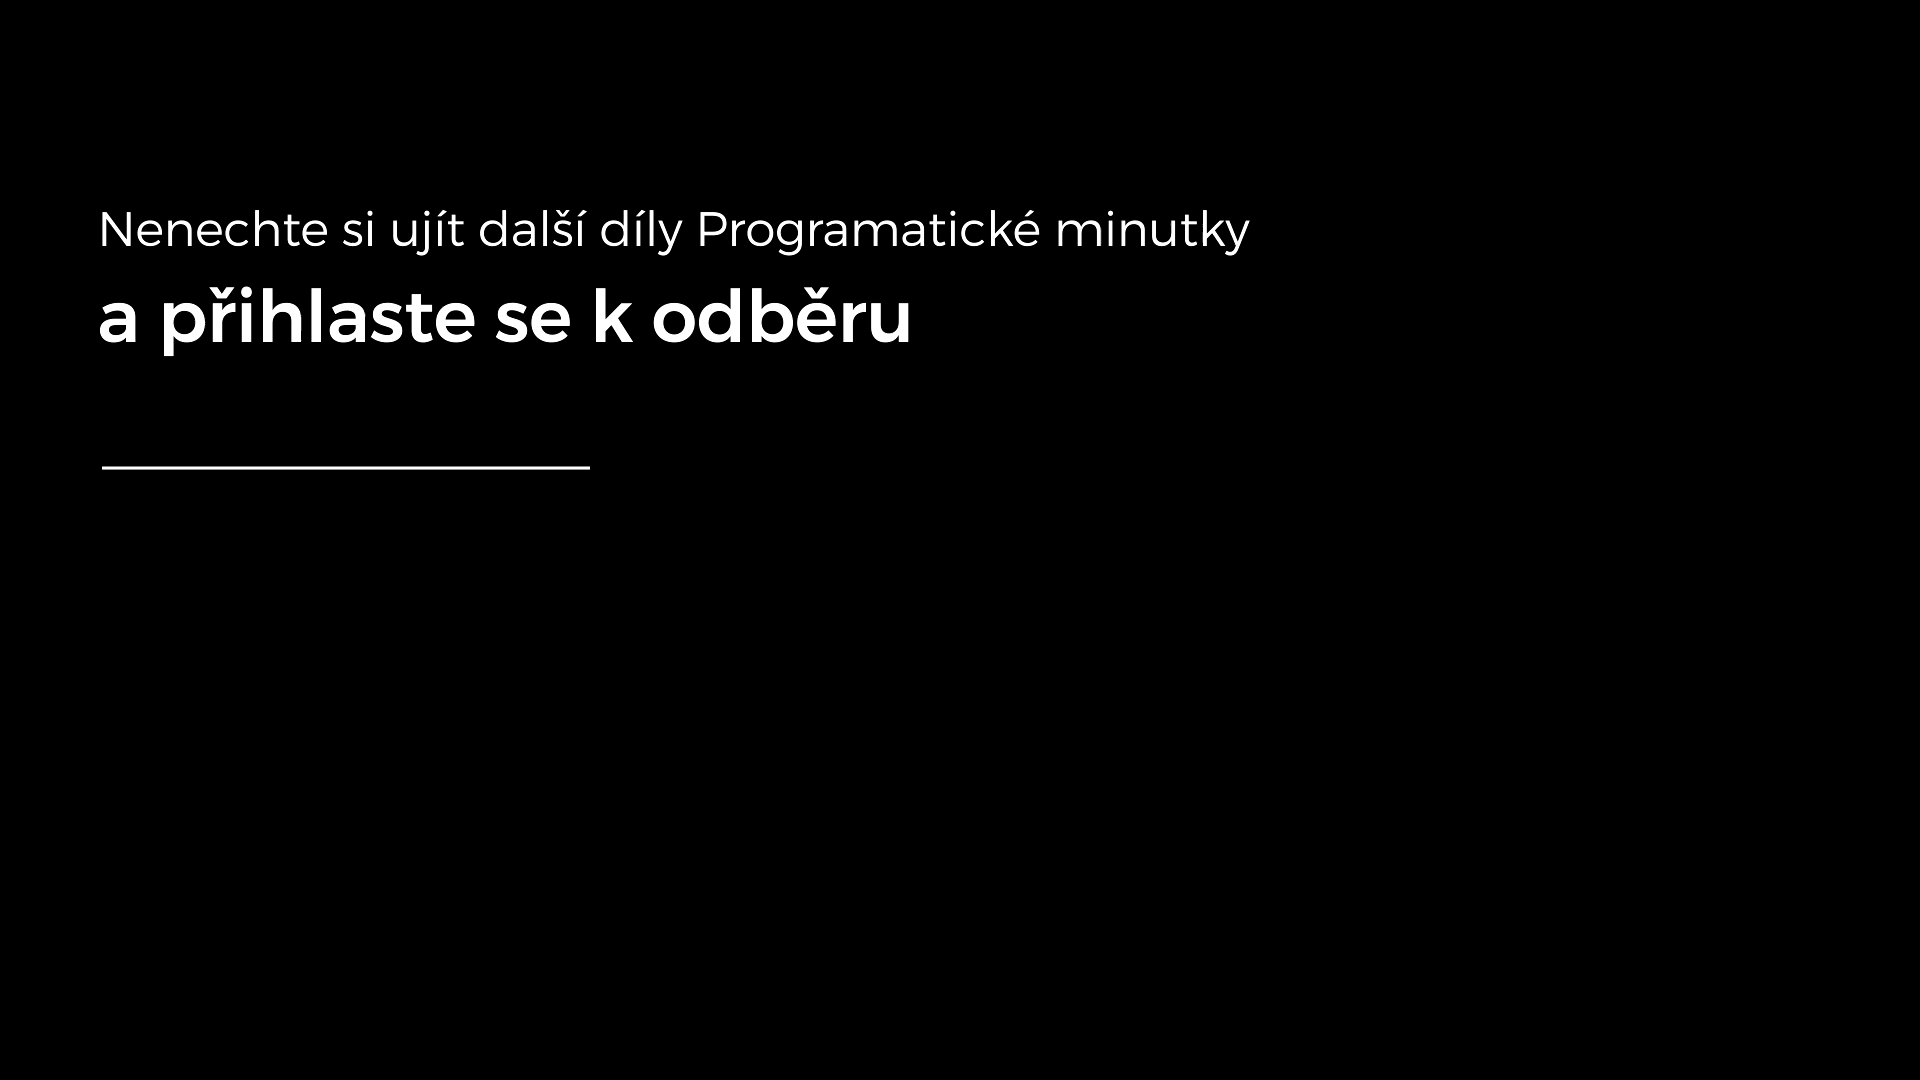 Nenechte si ujít další díly Programatické minutky
a přihlaste se k odběru